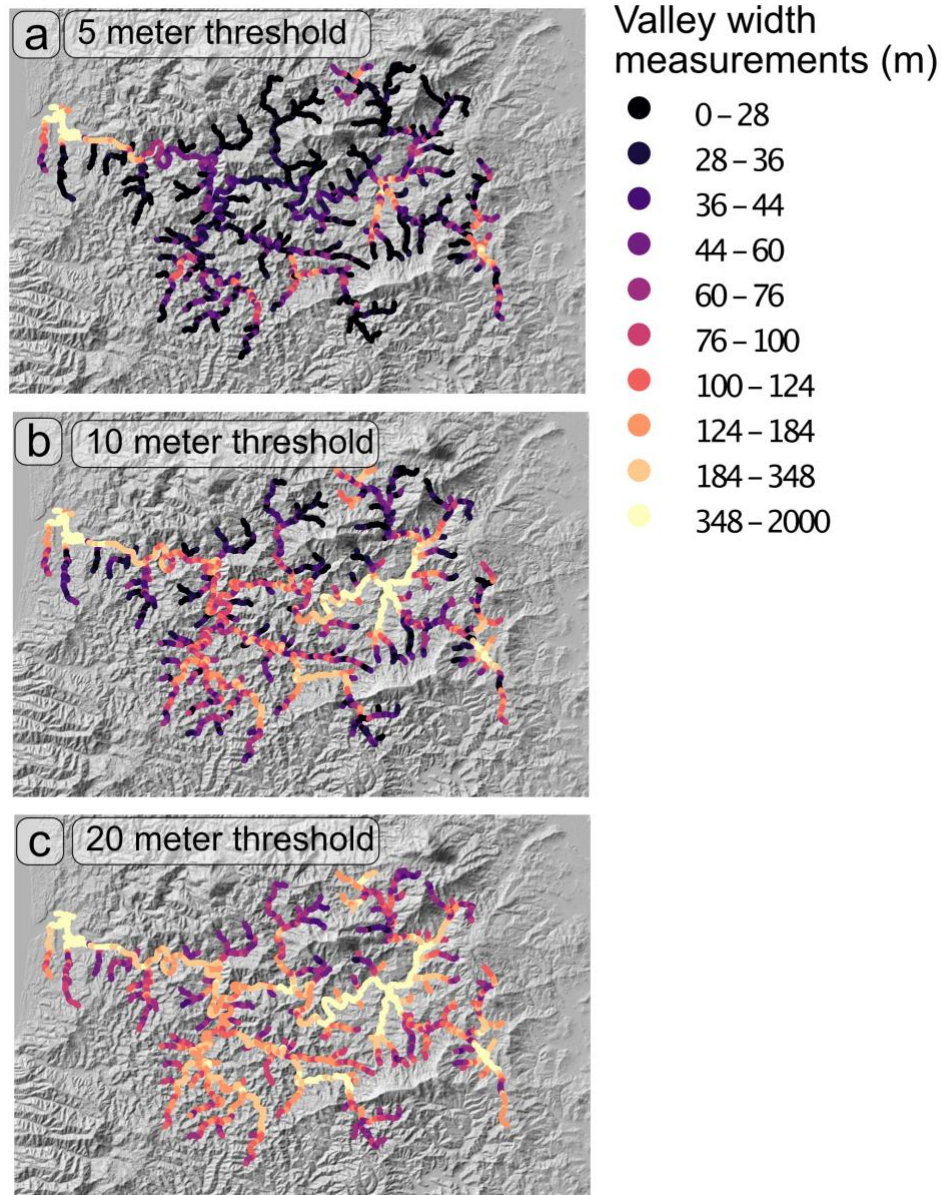 a
5 meter threshold
Valley width
measurements (m)
0 – 28
28 – 36
36 – 44
44 – 60
60 – 76
76 – 100
100 – 124
124 – 184
184 – 348
348 – 2000
b
10 meter threshold
c
20 meter threshold